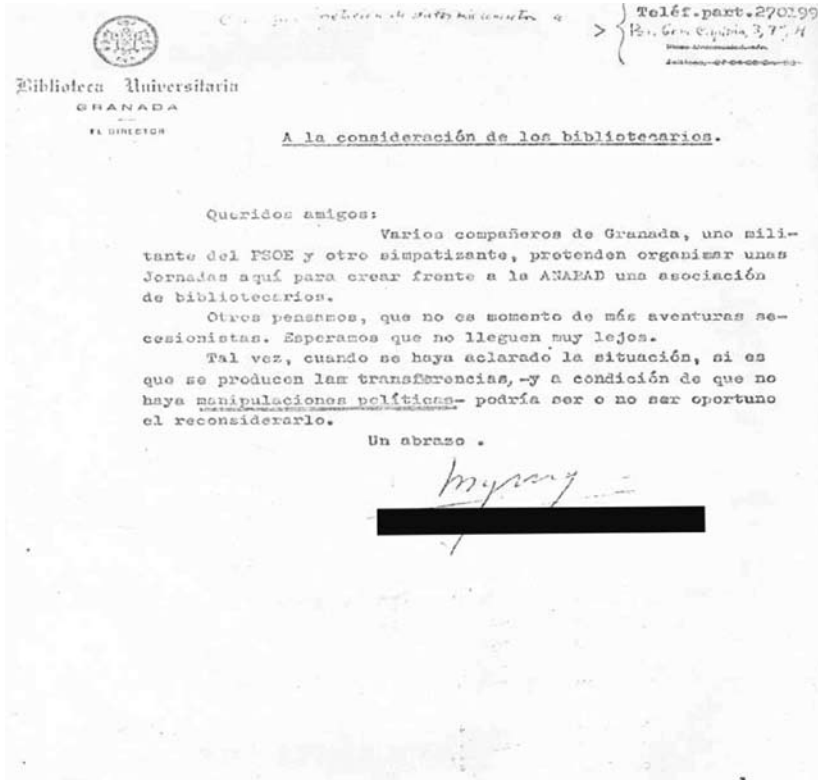 Teléf.part.270199
Biblioteca Universitaria
GRANADA
EL DIRECTOR
A la consideración de los bibliotecarios.
Queridos amigos:
Varios compañeros de Granada, uno mili-
tante del PSOE y otro simpatizante, pretenden organizar unas
Jornadas aquí para crear frente a la ANABAD una asociación
de bibliotecarios.
Otros pensamos, que no es momento de más aventuras se-
cesionistas. Esperamos que no lleguen muy lejos.
Tal vez, cuando se haya aclarado la situación, si es
que se producen las transferencias, -y a condición de que no
haya manipulaciones políticas- podría ser o no ser oportuno
el reconsiderarlo.
Un abrazo .